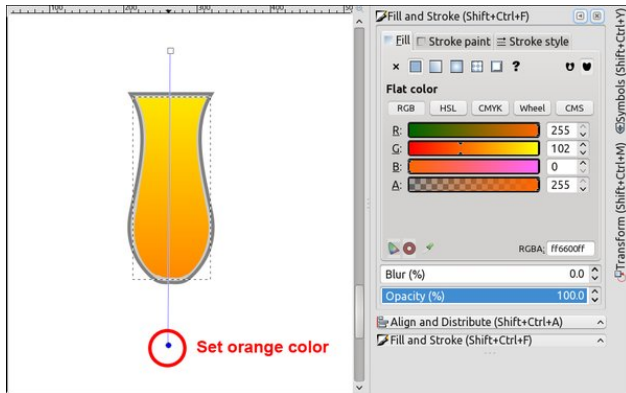 100 200 300 400
Fill and Stroke (Shift+Ctrl+F)
Fill Stroke paint Stroke style
Flat color
RGB HSL CMYK Wheel CMS
R: 255
G: 102
B: 0
A: 255
RGBA: ff6600ff
Blur (%) 0.0
Opacity (%) 100.0
Align and Distribute (Shift+Ctrl+A)
Fill and Stroke (Shift+Ctrl+F)
Set orange color
Symbols (Shift+Ctrl+Y)
Transform (Shift+Ctrl+M)